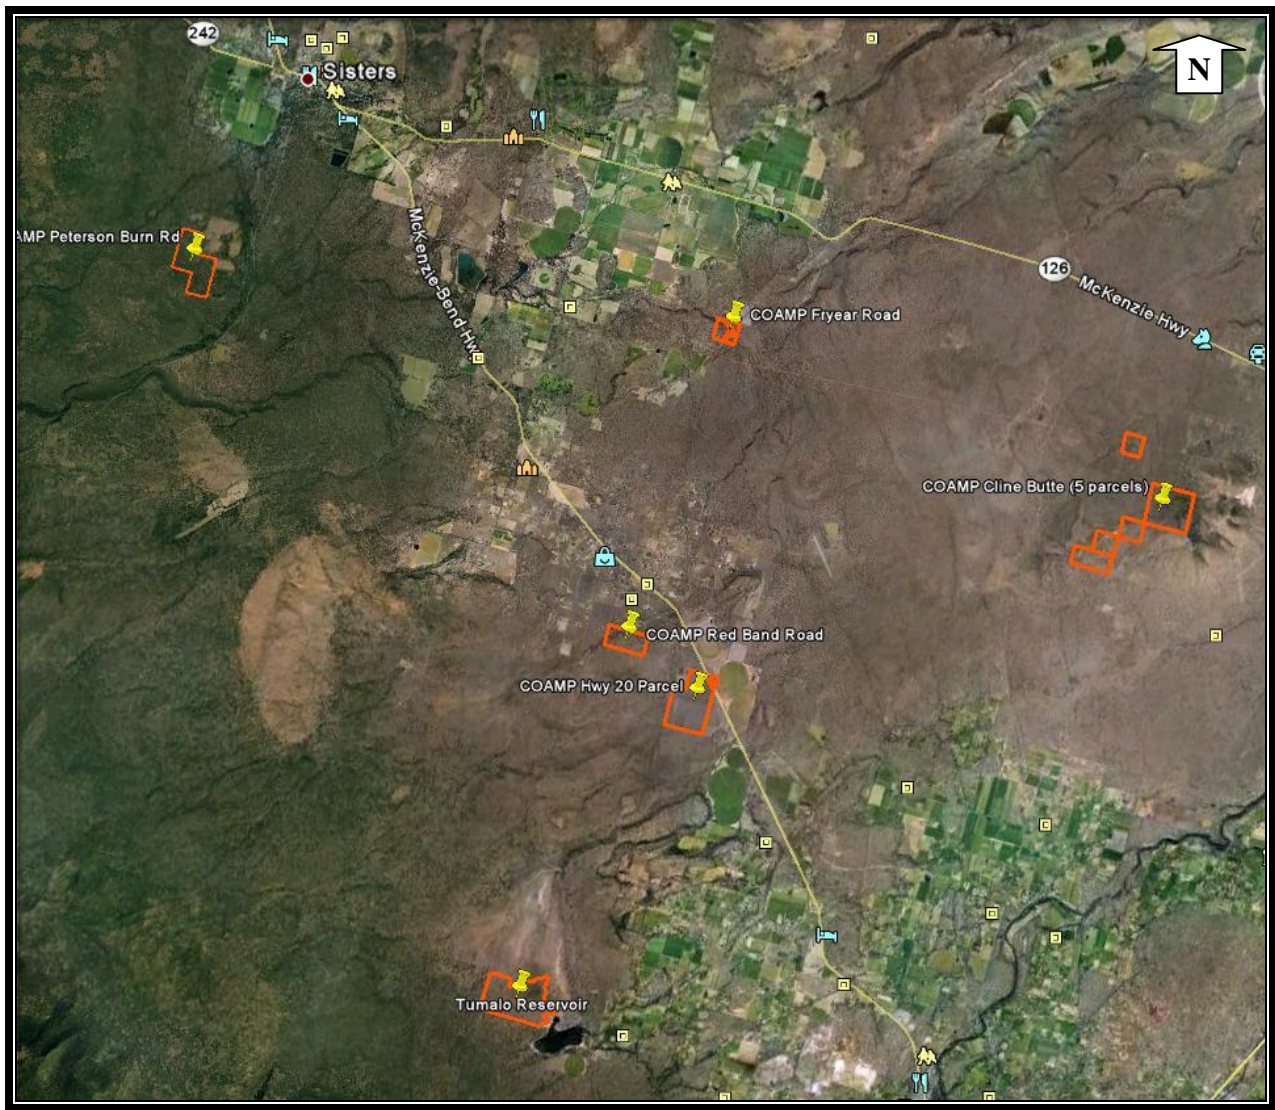 242
N
Sisters
AMP Peterson Burn Rd
McKenzie-Bend Hwy
126
McKenzie Hwy
COAMP Fryear Road
COAMP Cline Butte (5 parcels)
COAMP Red Band Road
COAMP Hwy 20 Parcel
Tumalo Reservoir